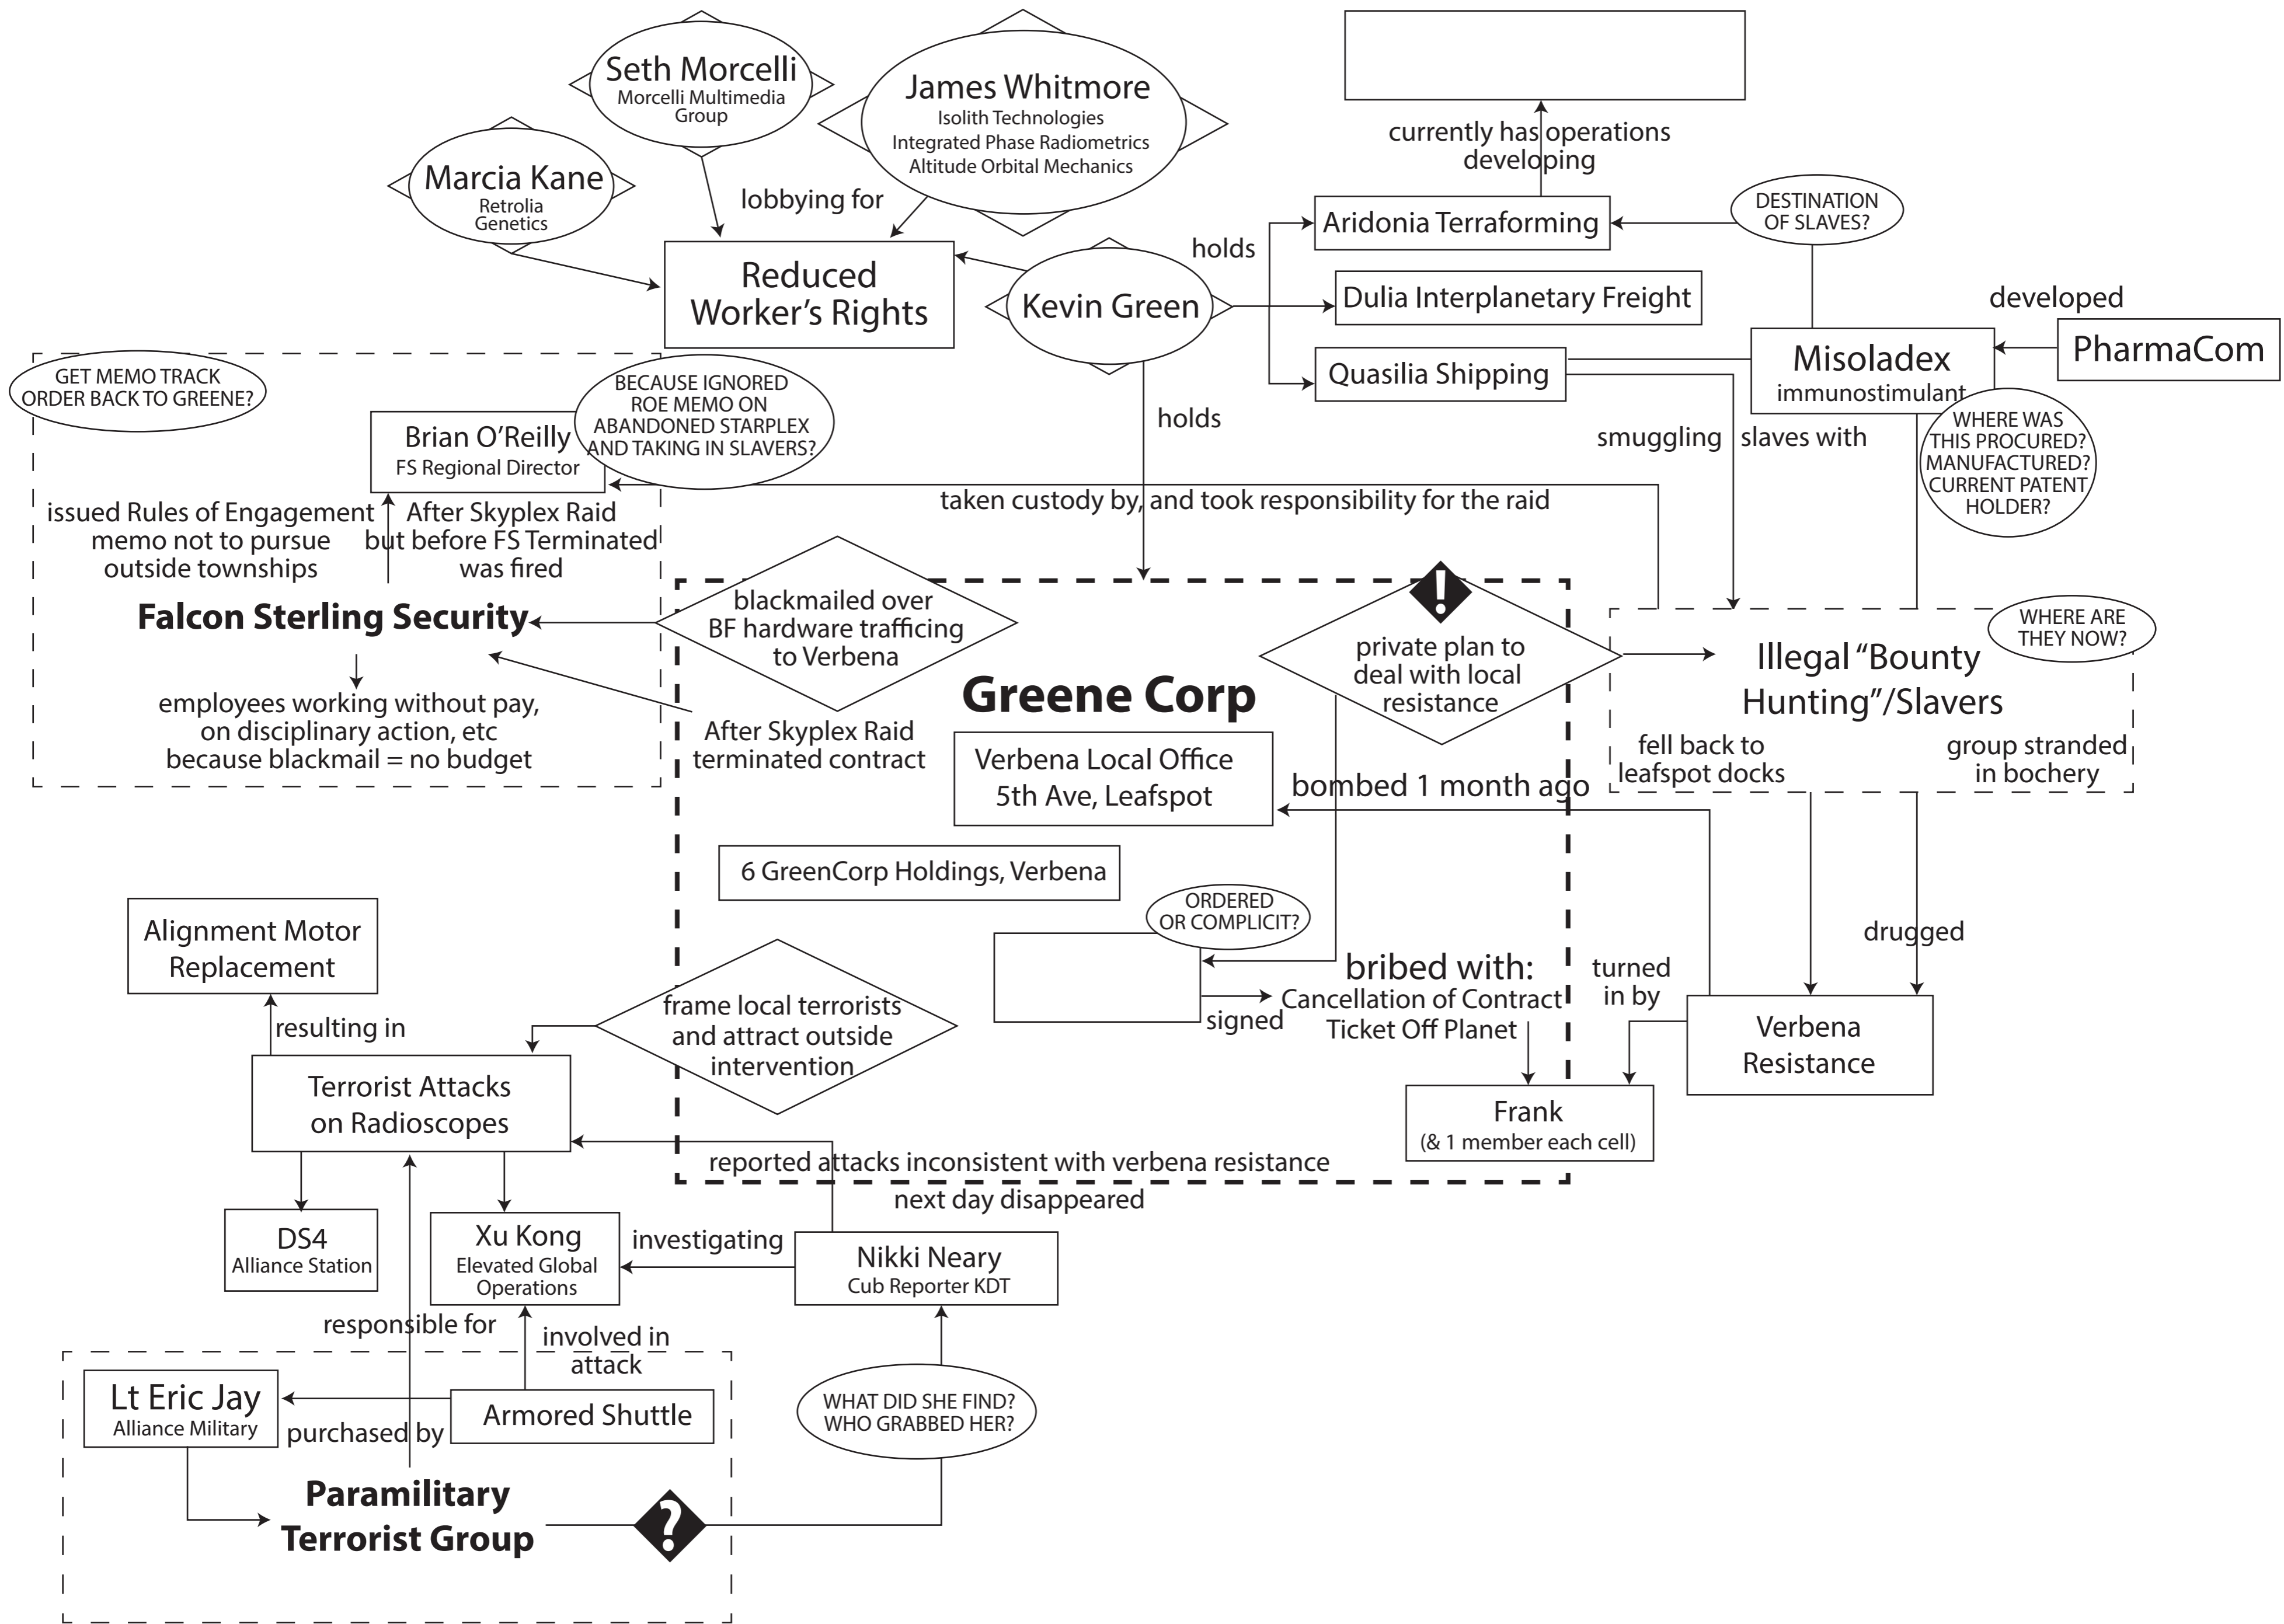 Seth Morcelli
Morcelli Multimedia
Group
James Whitmore
Isolith Technologies
Integrated Phase Radiometrics
Altitude Orbital Mechanics
Marcia Kane
Retrolia
Genetics
lobbying for
currently has operations
developing
DESTINATION
OF SLAVES?
Aridonia Terraforming
holds
Reduced
Worker's Rights
Kevin Green
Dulia Interplanetary Freight
developed
PharmaCom
Misoladex
immunostimulant
Quasilia Shipping
GET MEMO TRACK
ORDER BACK TO GREENE?
BECAUSE IGNORED
ROE MEMO ON
ABANDONED STARPLEX
AND TAKING IN SLAVERS?
Brian O'Reilly
FS Regional Director
holds
smuggling
slaves with
WHERE WAS
THIS PROCURED?
MANUFACTURED?
CURRENT PATENT
HOLDER?
taken custody by, and took responsibility for the raid
issued Rules of Engagement
memo not to pursue
outside townships
After Skyplex Raid
but before FS Terminated
was fired
Falcon Sterling Security
blackmailed over
BF hardware trafficing
to Verbena
!
private plan to
deal with local
resistance
WHERE ARE
THEY NOW?
Illegal “Bounty
Hunting”/Slavers
employees working without pay,
on disciplinary action, etc
because blackmail = no budget
After Skyplex Raid
terminated contract
Greene Corp
Verbena Local Office
5th Ave, Leafspot
bombed 1 month ago
fell back to
leafspot docks
group stranded
in bochery
6 GreenCorp Holdings, Verbena
ORDERED
OR COMPLICIT?
Alignment Motor
Replacement
drugged
bribed with:
Cancellation of Contract
Ticket Off Planet
signed
turned
in by
resulting in
frame local terrorists
and attract outside
intervention
Verbena
Resistance
Terrorist Attacks
on Radioscopes
Frank
(& 1 member each cell)
reported attacks inconsistent with verbena resistance
next day disappeared
DS4
Alliance Station
Xu Kong
Elevated Global
Operations
investigating
Nikki Neary
Cub Reporter KDT
responsible for
involved in
attack
Lt Eric Jay
Alliance Military
purchased by
Armored Shuttle
WHAT DID SHE FIND?
WHO GRABBED HER?
Paramilitary
Terrorist Group
?